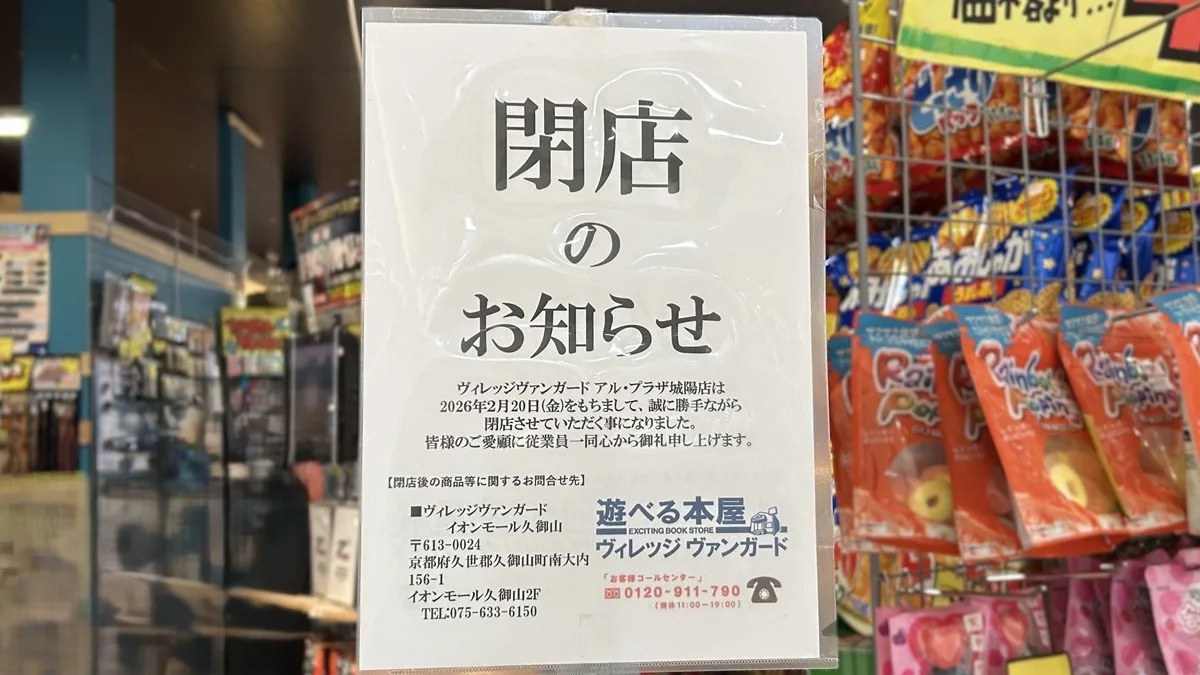 閉店
の
お知らせ
ヴィレッジヴァンガード アル・プラザ城陽店は
2026年2月20日(金)をもちまして、誠に勝手ながら
閉店させていただく事になりました。
皆様のご愛顧に従業員一同心から御礼申し上げます。
【閉店後の商品等に関するお問合せ先】
■ヴィレッジヴァンガード
イオンモール久御山
〒613-0024
京都府久世郡久御山町南大内
156-1
イオンモール久御山2F
TEL:075-633-6150
遊べる本屋
EXCITING BOOK STORE
ヴィレッジ ヴァンガード
「お客様コールセンター」
0120-911-790
(無休11:00～19:00)
Rainbow
Poping